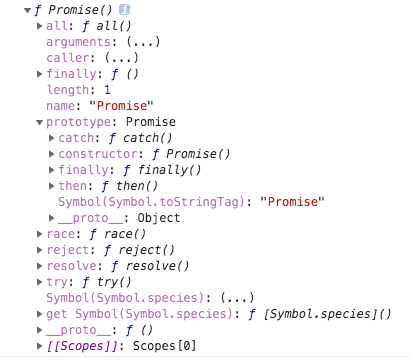 ƒ Promise() i
all: ƒ all()
arguments: (...)
caller: (...)
finally: ƒ ()
length: 1
name: "Promise"
prototype: Promise
catch: ƒ catch()
constructor: ƒ Promise()
finally: ƒ finally()
then: ƒ then()
Symbol(Symbol.toStringTag): "Promise"
__proto__: Object
race: ƒ race()
reject: ƒ reject()
resolve: ƒ resolve()
try: ƒ try()
Symbol(Symbol.species): (...)
get Symbol(Symbol.species): ƒ [Symbol.species]()
__proto__: ƒ ()
[[Scopes]]: Scopes[0]